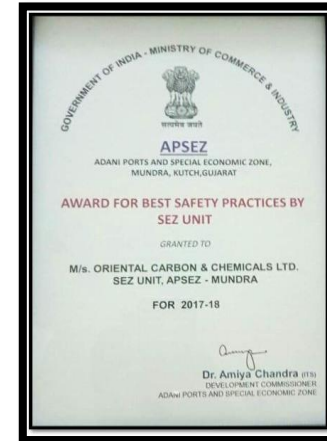 GOVERNMENT OF INDIA - MINISTRY OF COMMERCE & INDUSTRY
सत्यमेव जयते
APSEZ
ADANI PORTS AND SPECIAL ECONOMIC ZONE,
MUNDRA, KUTCH,GUJARAT
AWARD FOR BEST SAFETY PRACTICES BY
SEZ UNIT
GRANTED TO
M/s. ORIENTAL CARBON & CHEMICALS LTD.
SEZ UNIT, APSEZ - MUNDRA
FOR 2017-18
Dr. Amiya Chandra (ITS)
DEVELOPMENT COMMISSIONER
ADANI PORTS AND SPECIAL ECONOMIC ZONE